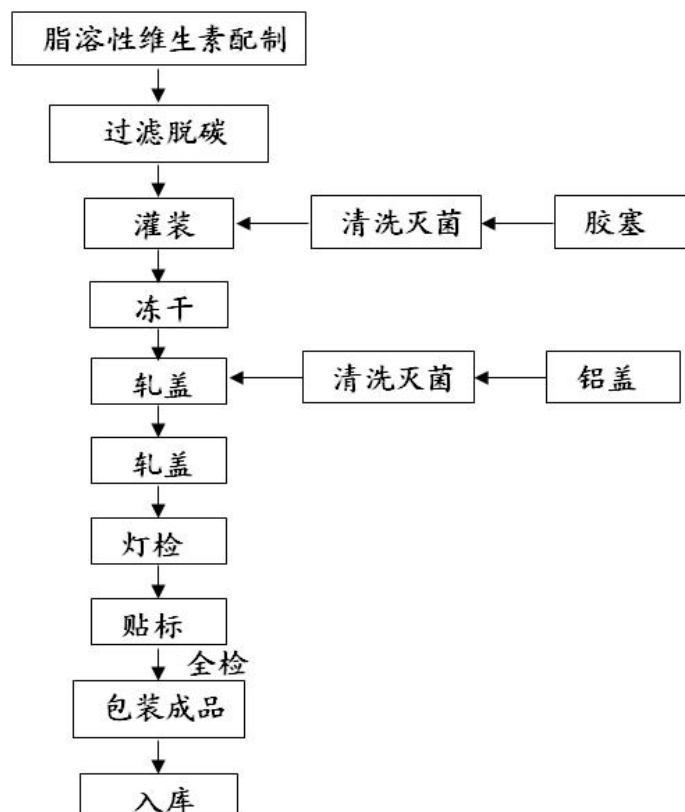 脂溶性维生素配制
过滤脱碳
灌装
清洗灭菌
胶塞
冻干
轧盖
清洗灭菌
铝盖
轧盖
灯检
贴标
全检
包装成品
入库